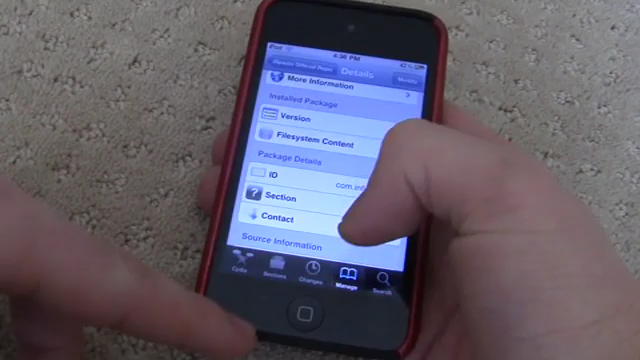 iPod
4:36 PM
Details
Modify
More Information
Installed Package
Version
Filesystem Content
Package Details
ID
Section
Contact
Source Information
Cydia
Sections
Changes
Manage
Search